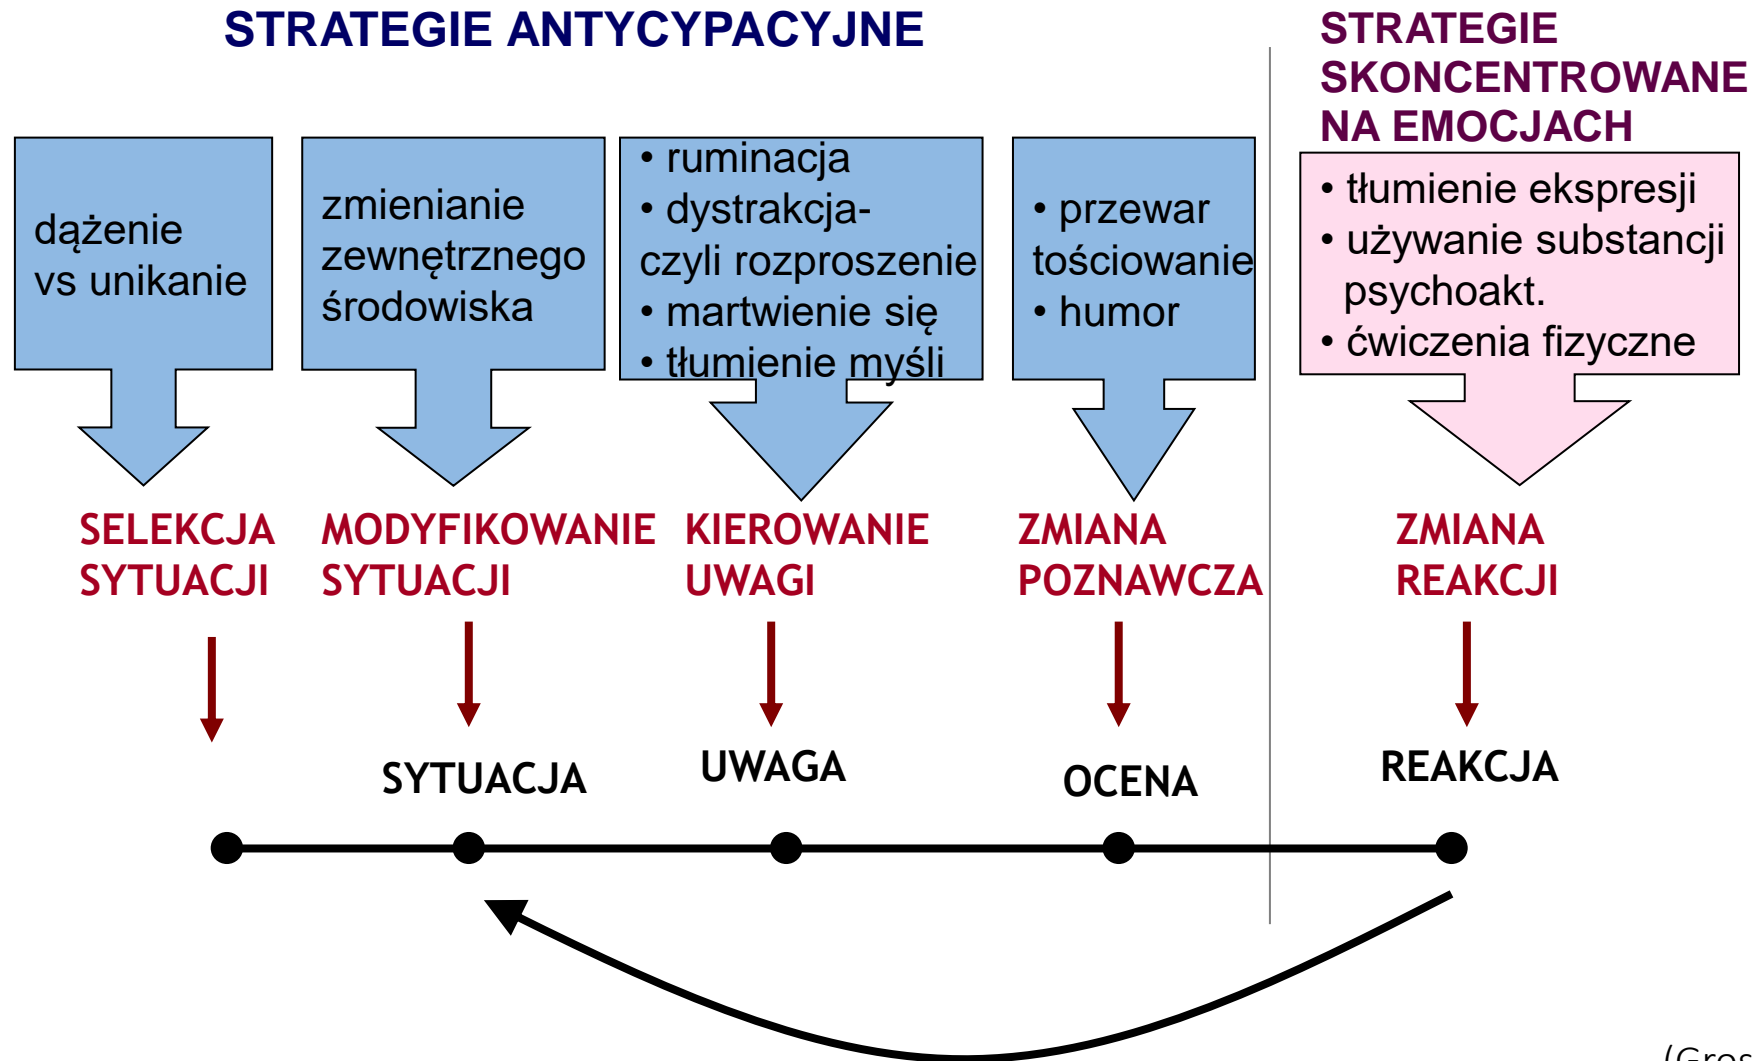 STRATEGIE ANTYCYPACYJNE
STRATEGIE
SKONCENTROWANE
NA EMOCJACH
dążenie
vs unikanie
zmienianie
zewnętrznego
środowiska
• ruminacja
• dystrakcja-
czyli rozproszenie
• martwienie się
• tłumienie myśli
• przewar
tościowanie
• humor
• tłumienie ekspresji
• używanie substancji
psychoakt.
• ćwiczenia fizyczne
SELEKCJA
SYTUACJI
MODYFIKOWANIE
SYTUACJI
KIEROWANIE
UWAGI
ZMIANA
POZNAWCZA
ZMIANA
REAKCJI
SYTUACJA
UWAGA
OCENA
REAKCJA